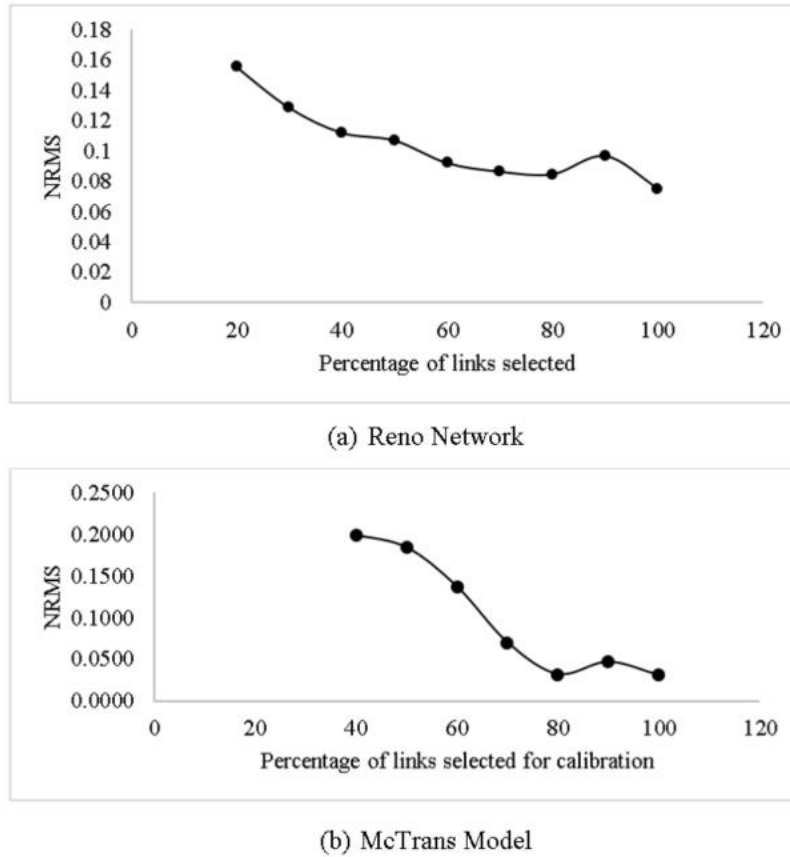 0.18
0.16
0.14
0.12
0.1
0.08
0.06
0.04
0.02
0
NRMS
0 20 40 60 80 100 120
Percentage of links selected
(a) Reno Network
0.2500
0.2000
0.1500
0.1000
0.0500
0.0000
NRMS
0 20 40 60 80 100 120
Percentage of links selected for calibration
(b) McTrans Model